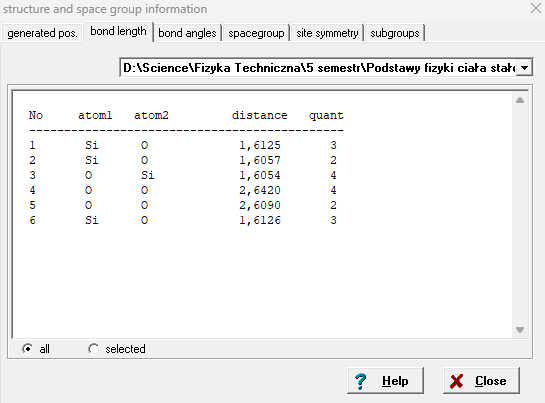 structure and space group information
generated pos. bond length bond angles spacegroup site symmetry subgroups
D:\Science\Fizyka Techniczna\5 semestr\Podstawy fizyki ciała stałe
No atom1 atom2 distance quant
------------------------------------------------
1 Si O 1,6125 3
2 Si O 1,6057 2
3 O Si 1,6054 4
4 O O 2,6420 4
5 O O 2,6090 2
6 Si O 1,6126 3
all selected
? Help X Close